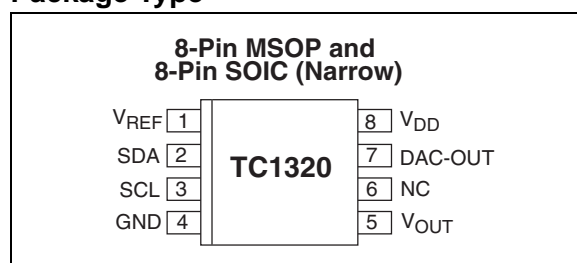 Package Type
8-Pin MSOP and
8-Pin SOIC (Narrow)
VREF 1
SDA 2
SCL 3
GND 4
TC1320
8 VDD
7 DAC-OUT
6 NC
5 VOUT